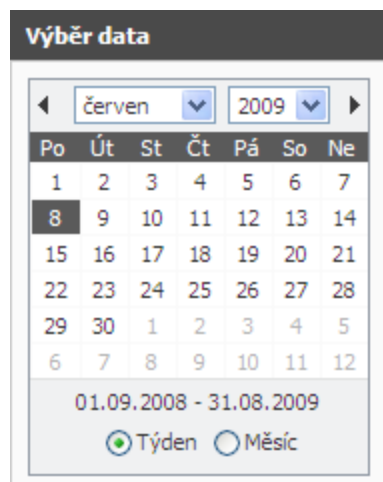 Výběr data
červen 2009
Po Út St Čt Pá So Ne
1 2 3 4 5 6 7
8 9 10 11 12 13 14
15 16 17 18 19 20 21
22 23 24 25 26 27 28
29 30 1 2 3 4 5
6 7 8 9 10 11 12
01.09.2008 - 31.08.2009
Týden Měsíc